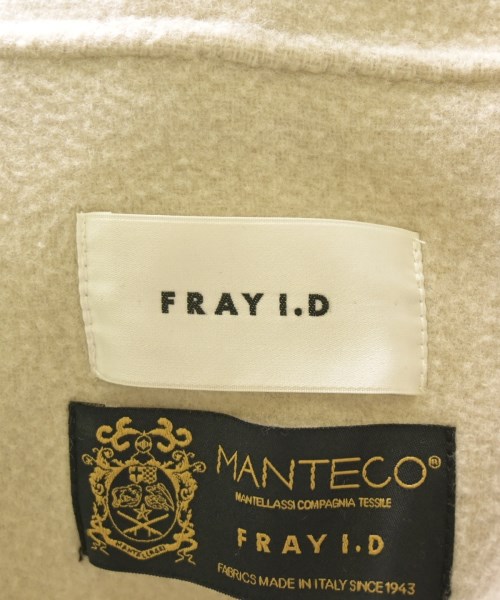 FRAY I.D
MANTECO®
MANTELLASSI COMPAGNIA TESSILE
FRAY I.D
FABRICS MADE IN ITALY SINCE 1943